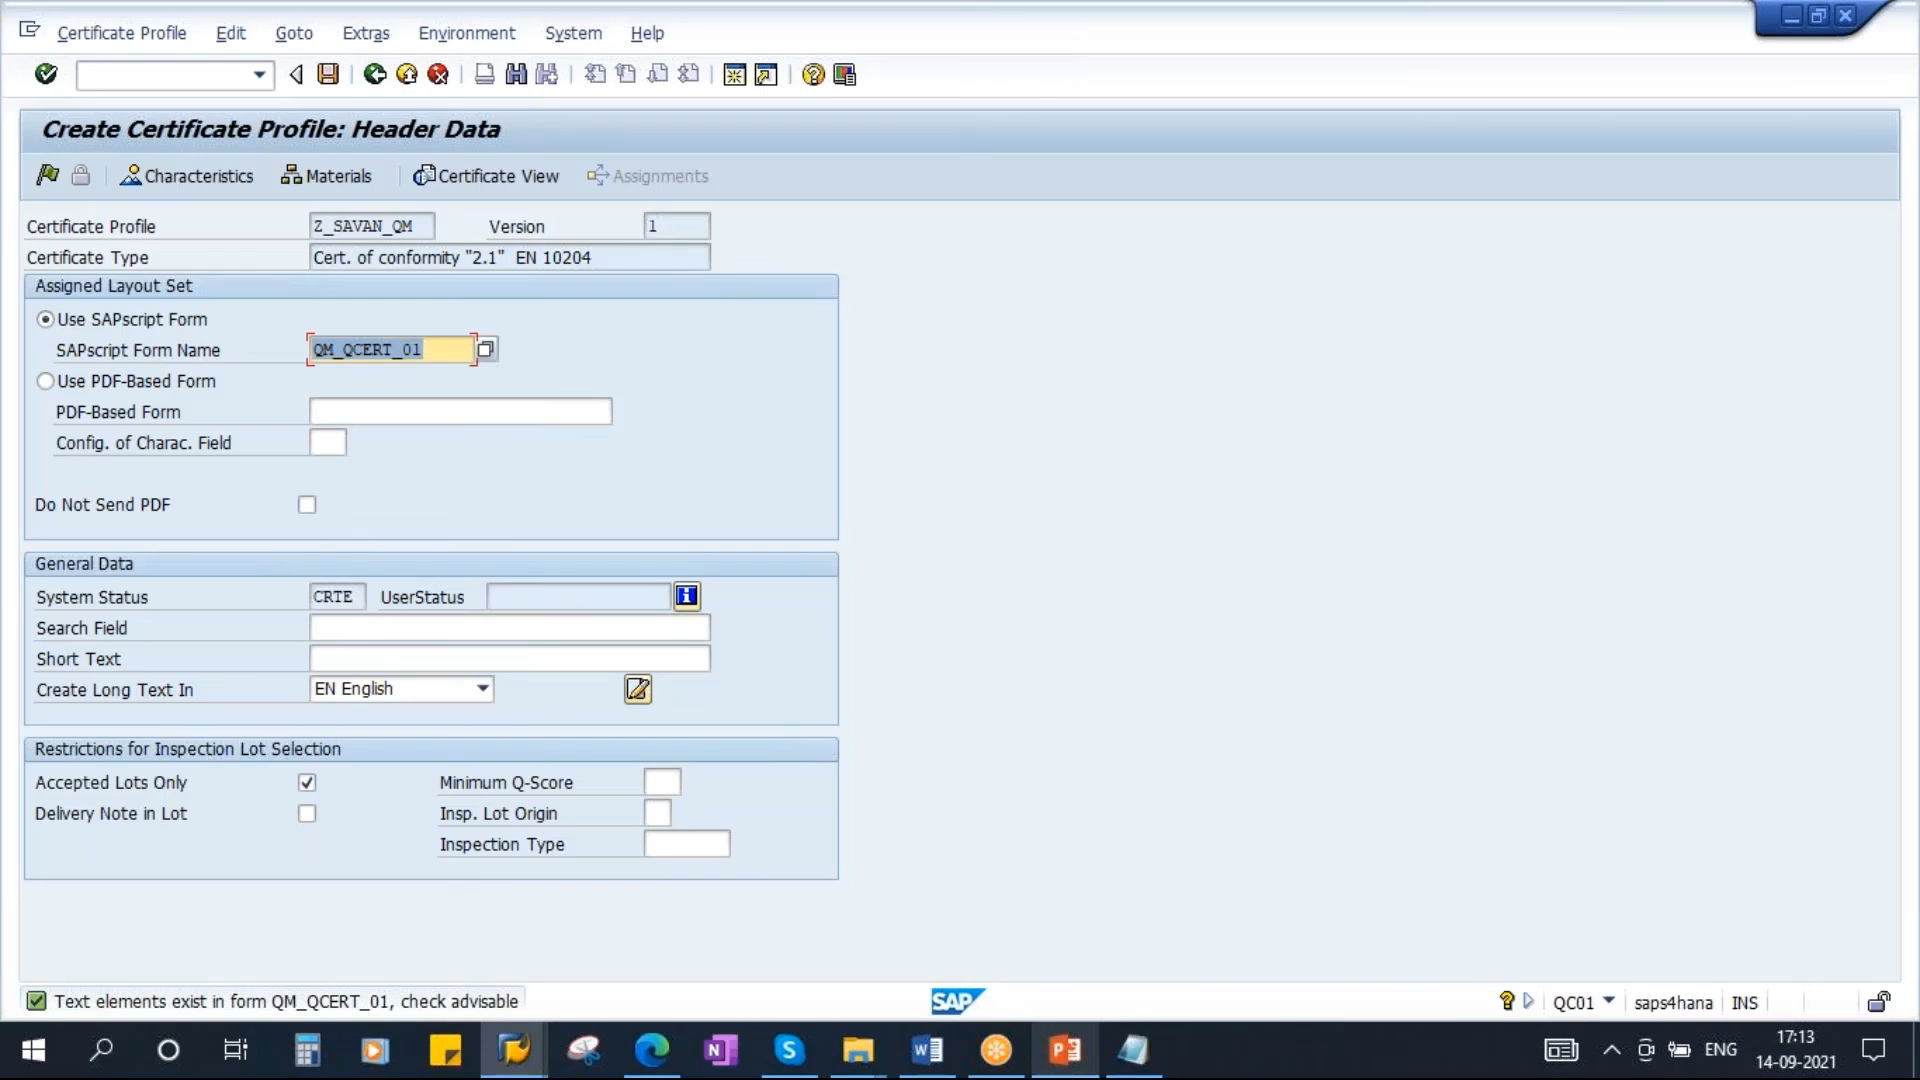 Certificate Profile Edit Goto Extras Environment System Help
Create Certificate Profile: Header Data
Characteristics Materials Certificate View Assignments
Certificate Profile Z_SAVAN_QM Version 1
Certificate Type Cert. of conformity "2.1" EN 10204
Assigned Layout Set
Use SAPscript Form
SAPscript Form Name QM_QCERT_01
Use PDF-Based Form
PDF-Based Form
Config. of Charac. Field
Do Not Send PDF
General Data
System Status CRTE UserStatus
Search Field
Short Text
Create Long Text In EN English
Restrictions for Inspection Lot Selection
Accepted Lots Only Minimum Q-Score
Delivery Note in Lot Insp. Lot Origin
Inspection Type
Text elements exist in form QM_QCERT_01, check advisable SAP QC01 saps4hana INS
ENG 17:13
14-09-2021